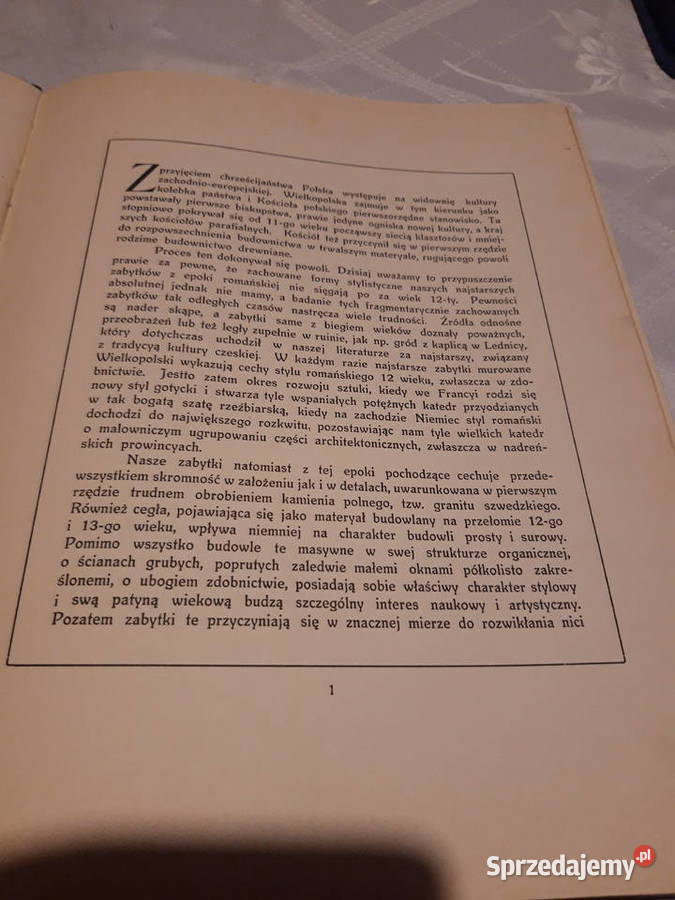 Z przyjęciem chrześcijaństwa Polska występuje na widownię kultury
zachodnio-europejskiej. Wielkopolska zajmuje w tym kierunku jako
kolebka państwa i Kościoła polskiego pierwszorzędne stanowisko. Tu
powstawały pierwsze biskupstwa, prawie jedyne ogniska nowej kultury, a kraj
stopniowo pokrywał się od 11-go wieku począwszy siecią klasztorów i mniej-
szych kościołów parafialnych. Kościół też przyczynił się w pierwszym rzędzie
do rozpowszechnienia budownictwa w trwalszym materyale, rugującego powoli
rodzime budownictwo drewniane.
Proces ten dokonywał się powoli. Dzisiaj uważamy to przypuszczenie
prawie za pewne, że zachowane formy stylistyczne naszych najstarszych
zabytków z epoki romańskiej nie sięgają po za wiek 12-ty. Pewności
absolutnej jednak nie mamy, a badanie tych fragmentarycznie zachowanych
zabytków tak odległych czasów nastręcza wiele trudności. Źródła odnośne
są nader skąpe, a zabytki same z biegiem wieków doznały poważnych,
przeobrażeń lub też legły zupełnie w ruinie, jak np. gród z kaplicą w Lednicy,
który dotychczas uchodził w naszej literaturze za najstarszy, związany
z tradycyą kultury czeskiej. W każdym razie najstarsze zabytki murowane
Wielkopolski wykazują cechy stylu romańskiego 12 wieku, zwłaszcza w zdo-
bnictwie. Jestto zatem okres rozwoju sztuki, kiedy we Francyi rodzi się
nowy styl gotycki i stwarza tyle wspaniałych potężnych katedr przyodzianych
w tak bogatą szatę rzeźbiarską, kiedy na zachodzie Niemiec styl romański
dochodzi do największego rozkwitu, pozostawiając nam tyle wielkich katedr
o malowniczym ugrupowaniu części architektonicznych, zwłaszcza w nadreń-
skich prowincyach.
Nasze zabytki natomiast z tej epoki pochodzące cechuje przede-
wszystkiem skromność w założeniu jak i w detalach, uwarunkowana w pierwszym
rzędzie trudnem obrobieniem kamienia polnego, tzw. granitu szwedzkiego.
Również cegła, pojawiająca się jako materyał budowlany na przełomie 12-go
i 13-go wieku, wpływa niemniej na charakter budowli prosty i surowy.
Pomimo wszystko budowle te masywne w swej strukturze organicznej,
o ścianach grubych, poprutych zaledwie małemi oknami półkolisto zakre-
ślonemi, o ubogiem zdobnictwie, posiadają sobie właściwy charakter stylowy
i swą patyną wiekową budzą szczególny interes naukowy i artystyczny.
Pozatem zabytki te przyczyniają się w znacznej mierze do rozwikłania nici
1
Sprzedajemy.pl